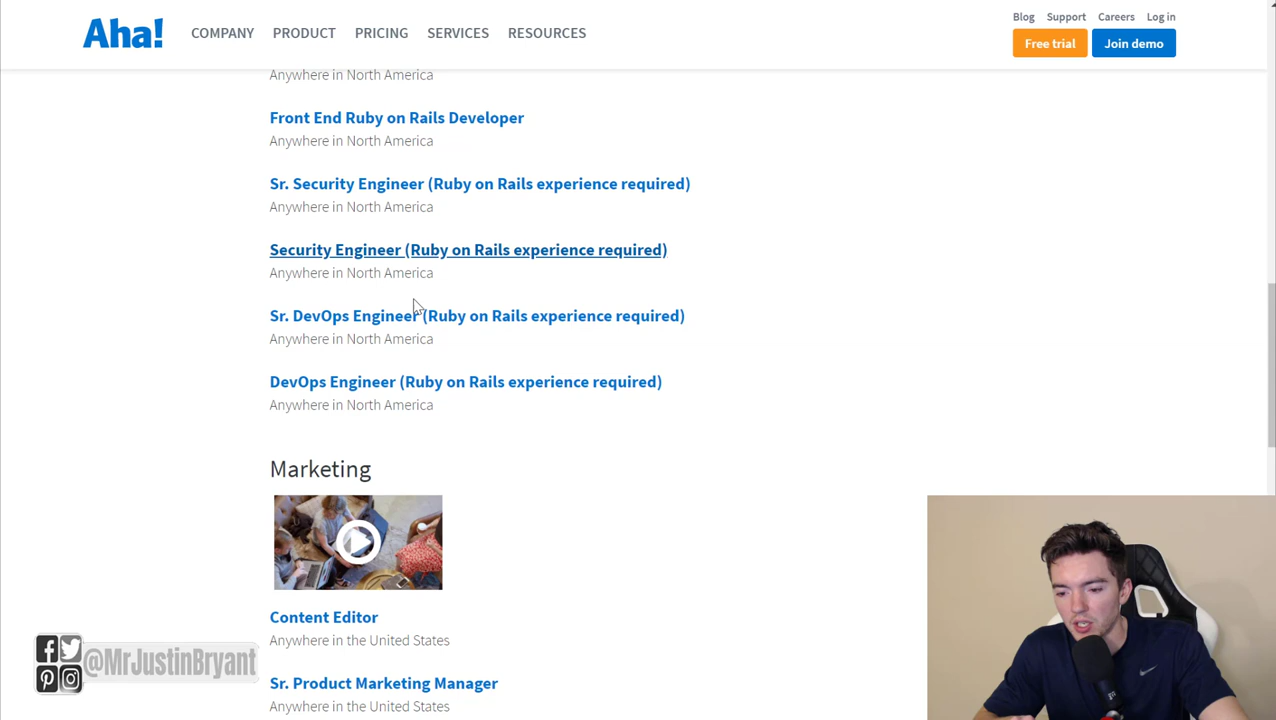 Blog Support Careers Log in
Aha! COMPANY PRODUCT PRICING SERVICES RESOURCES
Free trial Join demo
Anywhere in North America
Front End Ruby on Rails Developer
Anywhere in North America
Sr. Security Engineer (Ruby on Rails experience required)
Anywhere in North America
Security Engineer (Ruby on Rails experience required)
Anywhere in North America
Sr. DevOps Engineer (Ruby on Rails experience required)
Anywhere in North America
DevOps Engineer (Ruby on Rails experience required)
Anywhere in North America
Marketing
Content Editor
Anywhere in the United States
@MrJustinBryant
Sr. Product Marketing Manager
Anywhere in the United States